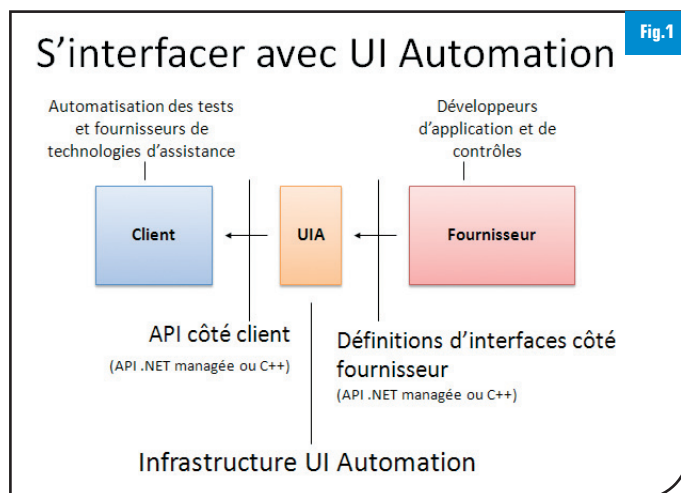 Fig.1
S'interfacer avec UI Automation
Automatisation des tests
et fournisseurs de
technologies d'assistance
Développeurs
d'application et de
contrôles
Client
UIA
Fournisseur
API côté client
(API .NET managée ou C++)
Définitions d'interfaces côté
fournisseur
(API .NET managée ou C++)
Infrastructure UI Automation